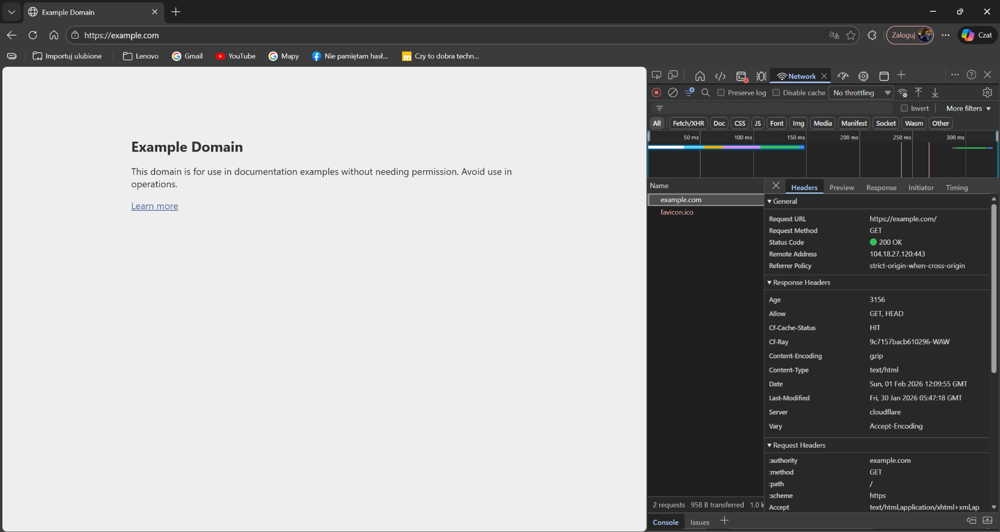 Example Domain
https://example.com
Zaloguj
Czat
Importuj ulubione
Lenovo
Gmail
YouTube
Mapy
Nie pamiętam hasł...
Czy to dobra techn...
Example Domain
This domain is for use in documentation examples without needing permission. Avoid use in
operations.
Learn more
Network
Preserve log
Disable cache
No throttling
Invert
More filters
All Fetch/XHR Doc CSS JS Font Img Media Manifest Socket Wasm Other
50 ms 100 ms 150 ms 200 ms 250 ms 300 ms
Name
example.com
favicon.ico
2 requests 958 B transferred 1.0 k
Headers Preview Response Initiator Timing
General
Request URL https://example.com/
Request Method GET
Status Code 200 OK
Remote Address 104.18.27.120:443
Referrer Policy strict-origin-when-cross-origin
Response Headers
Age 3156
Allow GET, HEAD
Cf-Cache-Status HIT
Cf-Ray 9c7157bacb610296-WAW
Content-Encoding gzip
Content-Type text/html
Date Sun, 01 Feb 2026 12:09:55 GMT
Last-Modified Fri, 30 Jan 2026 05:47:18 GMT
Server cloudflare
Vary Accept-Encoding
Request Headers
:authority example.com
:method GET
:path /
:scheme https
Accept text/html,application/xhtml+xml,ap
Console Issues